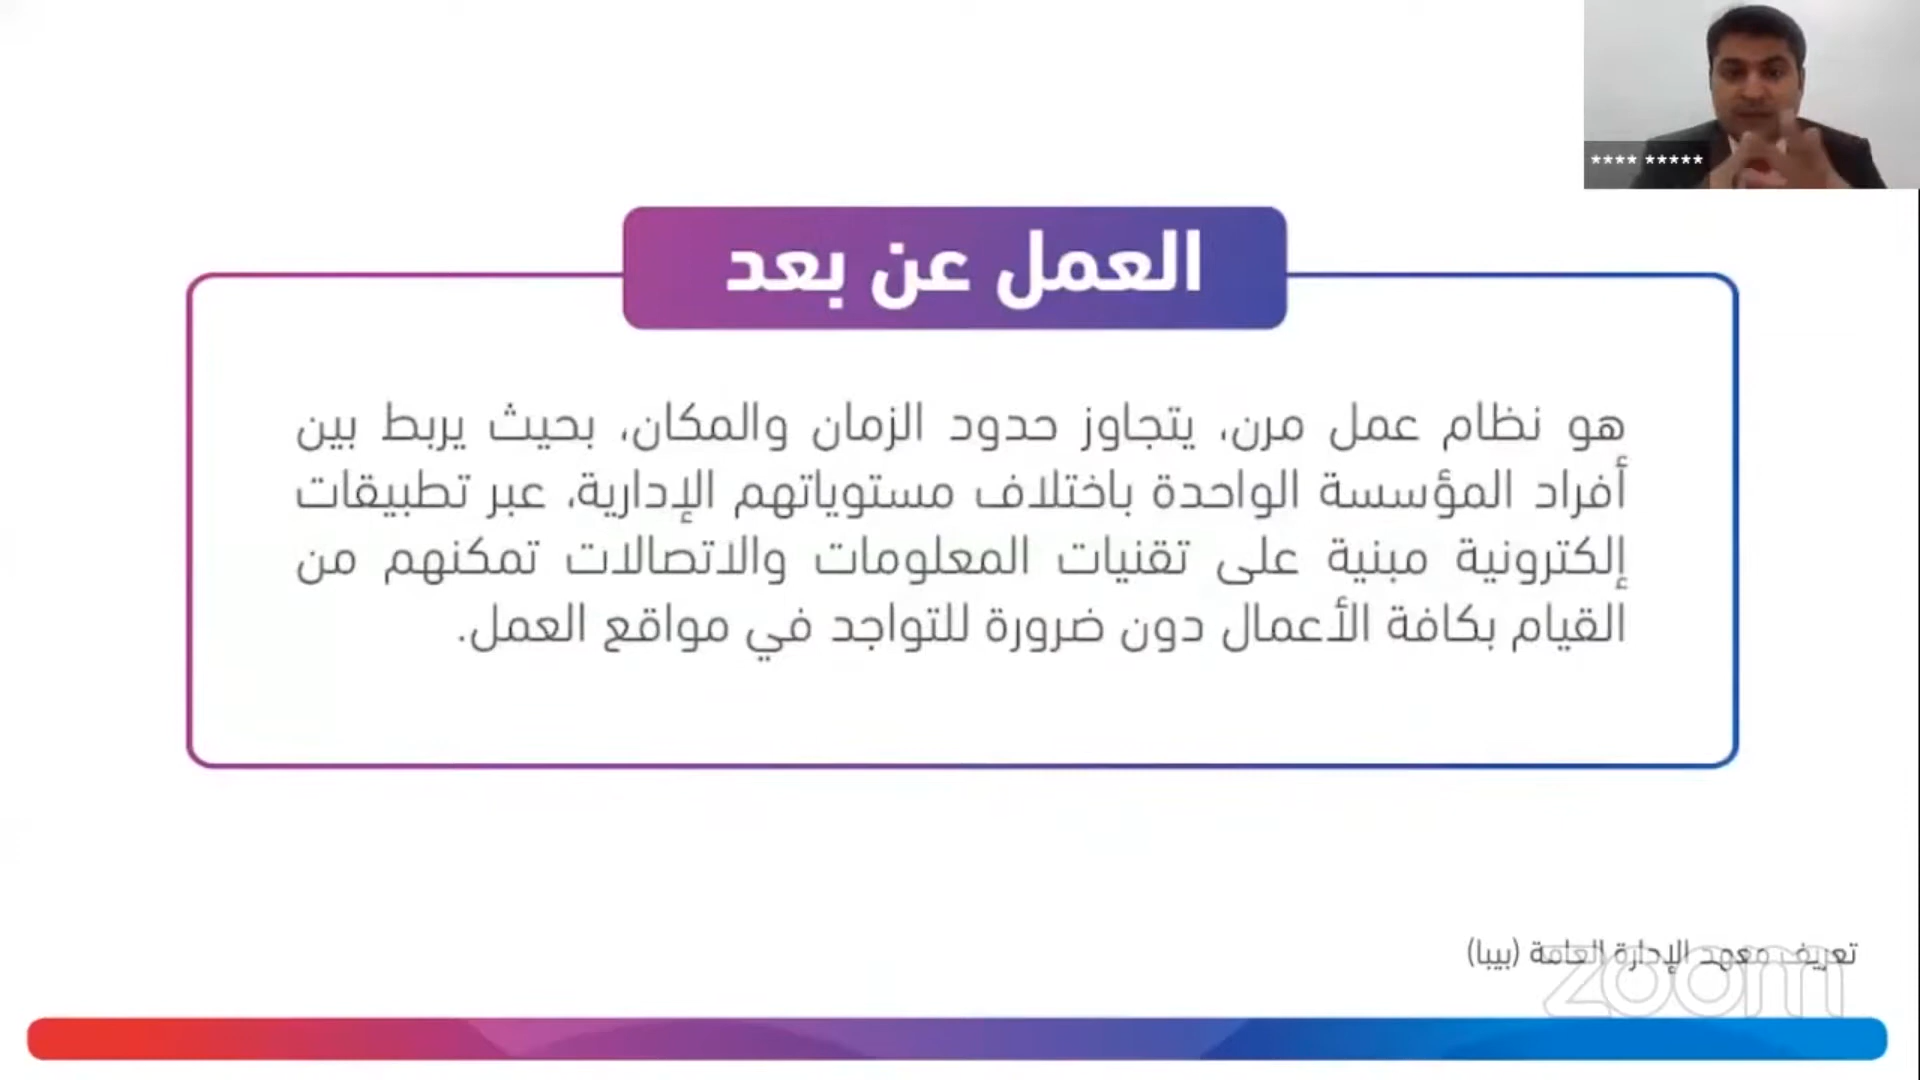 **** *****
العمل عن بعد
هو نظام عمل مرن، يتجاوز حدود الزمان والمكان، بحيث يربط بين
أفراد المؤسسة الواحدة باختلاف مستوياتهم الإدارية، عبر تطبيقات
إلكترونية مبنية على تقنيات المعلومات والاتصالات تمكنهم من
القيام بكافة الأعمال دون ضرورة للتواجد في مواقع العمل.
تعريف معهد الإدارة العامة (بيبا)
zoom